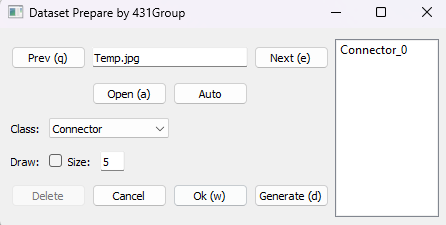 Dataset Prepare by 431Group
Prev (q) Temp.jpg Next (e)
Connector_0
Open (a) Auto
Class: Connector
Draw: Size: 5
Delete Cancel Ok (w) Generate (d)